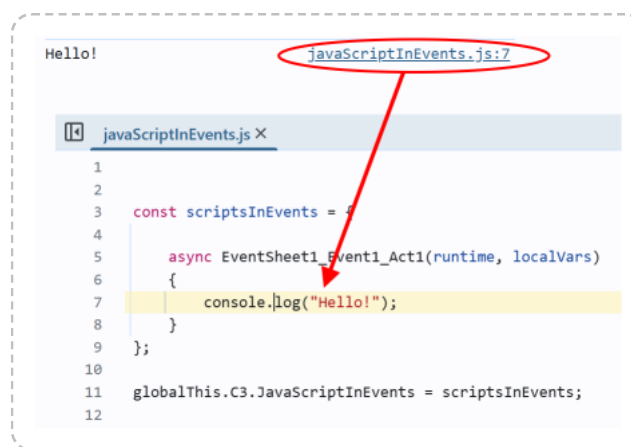 Hello! javaScriptInEvents.js:7
javaScriptInEvents.js ×
1
2
3 const scriptsInEvents = {
4
5 async EventSheet1_Event1_Act1(runtime, localVars)
6 {
7 console.log("Hello!");
8 }
9 };
10
11 globalThis.C3.JavaScriptInEvents = scriptsInEvents;
12